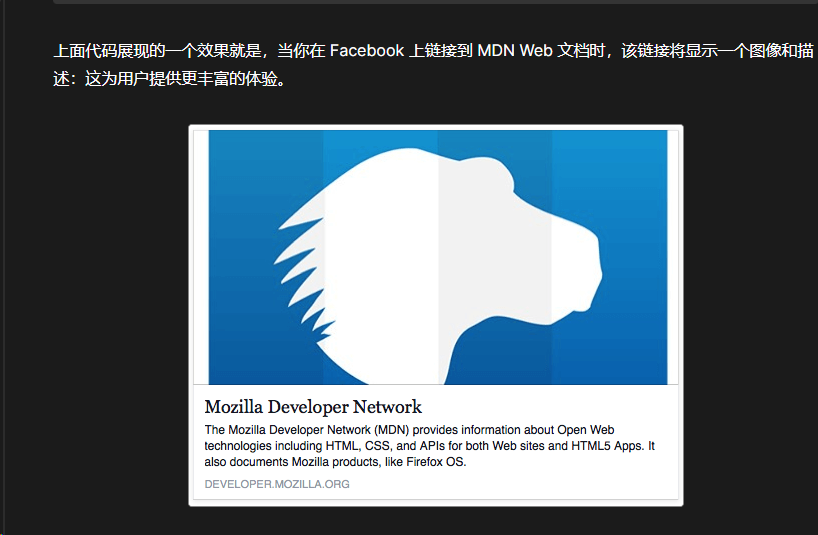 上面代码展现的一个效果就是，当你在 Facebook 上链接到 MDN Web 文档时，该链接将显示一个图像和描
述：这为用户提供更丰富的体验。
Mozilla Developer Network
The Mozilla Developer Network (MDN) provides information about Open Web
technologies including HTML, CSS, and APIs for both Web sites and HTML5 Apps. It
also documents Mozilla products, like Firefox OS.
DEVELOPER.MOZILLA.ORG